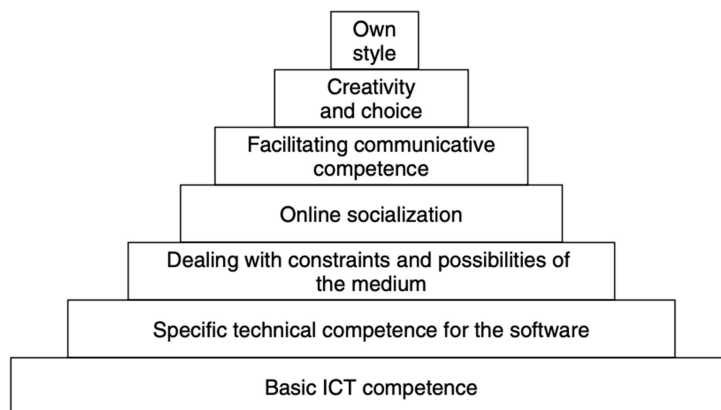 Own
style
Creativity
and choice
Facilitating communicative
competence
Online socialization
Dealing with constraints and possibilities of
the medium
Specific technical competence for the software
Basic ICT competence